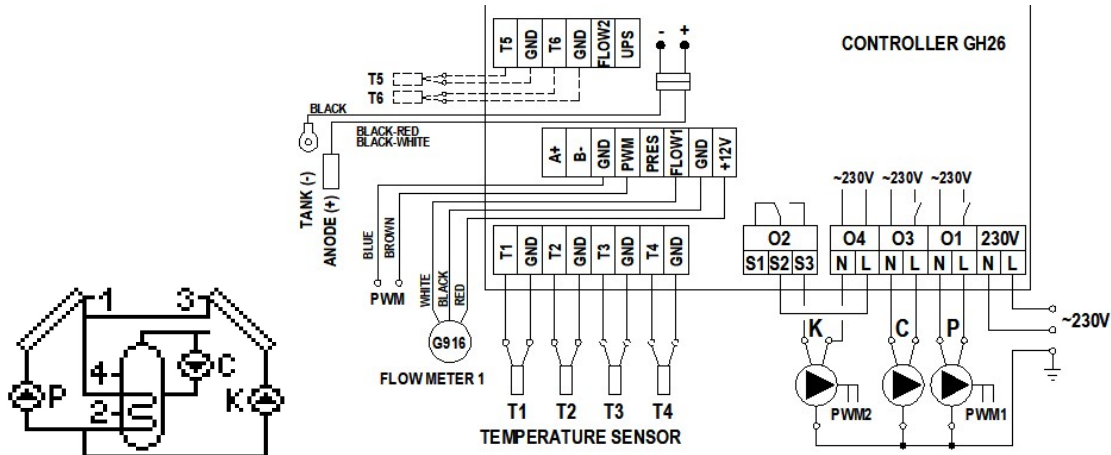 CONTROLLER GH26
T5 GND T6 GND FLOW2 UPS
- +
T5
T6
BLACK
BLACK-RED
BLACK-WHITE
TANK (-)
ANODE (+)
A+ B- GND PWM PRES FLOW1 GND +12V
BLUE
BROWN
PWM
WHITE
BLACK
RED
G916
FLOW METER 1
T1 GND T2 GND T3 GND T4 GND
T1 T2 T3 T4
TEMPERATURE SENSOR
~230V ~230V ~230V
O2 O4 O3 O1 230V
S1 S2 S3 N L N L N L N L
K C P
~230V
PWM2 PWM1
1 3
4 C
P 2 K